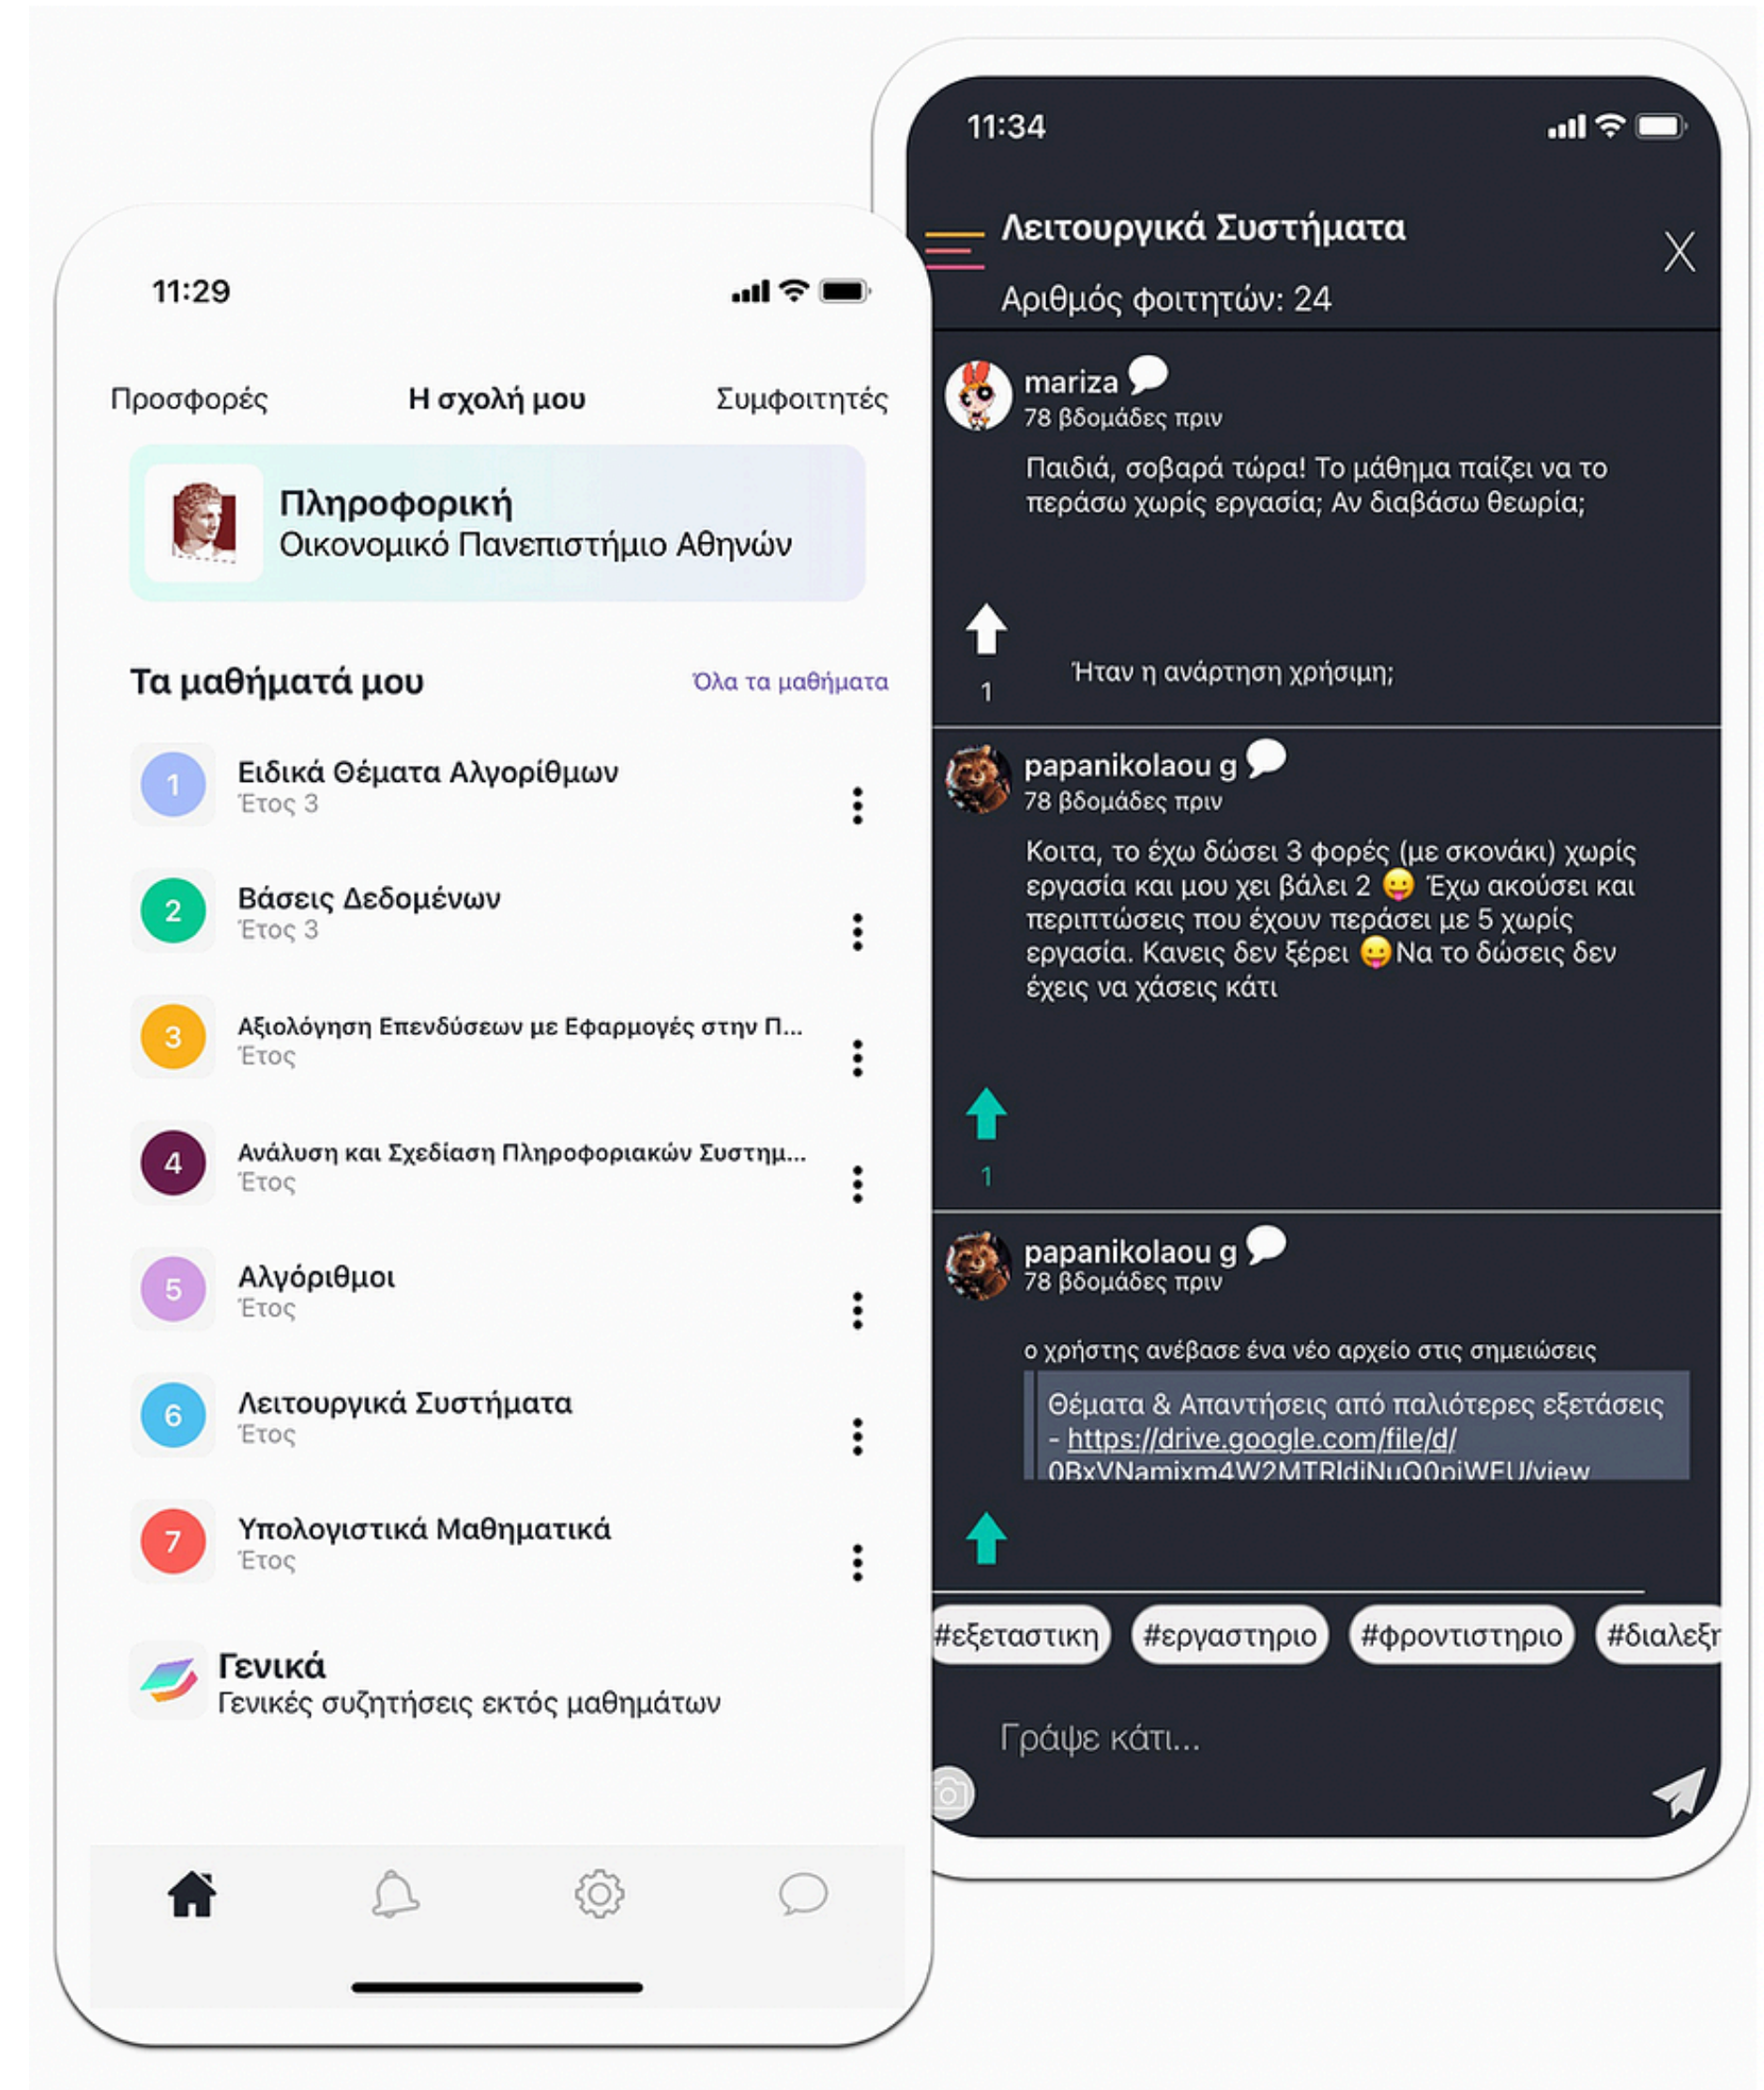 11:29
Προσφορές
Η σχολή μου
Συμφοιτητές
Πληροφορική
Οικονομικό Πανεπιστήμιο Αθηνών
Τα μαθήματά μου
Όλα τα μαθήματα
1
Ειδικά Θέματα Αλγορίθμων
Έτος 3
2
Βάσεις Δεδομένων
Έτος 3
3
Αξιολόγηση Επενδύσεων με Εφαρμογές στην Π...
Έτος
4
Ανάλυση και Σχεδίαση Πληροφοριακών Συστημ...
Έτος
5
Αλγόριθμοι
Έτος
6
Λειτουργικά Συστήματα
Έτος
7
Υπολογιστικά Μαθηματικά
Έτος
Γενικά
Γενικές συζητήσεις εκτός μαθημάτων
11:34
Λειτουργικά Συστήματα
Αριθμός φοιτητών: 24
mariza
78 βδομάδες πριν
Παιδιά, σοβαρά τώρα! Το μάθημα παίζει να το
περάσω χωρίς εργασία; Αν διαβάσω θεωρία;
1
Ήταν η ανάρτηση χρήσιμη;
papanikolaou g
78 βδομάδες πριν
Κοιτα, το έχω δώσει 3 φορές (με σκονάκι) χωρίς
εργασία και μου χει βάλει 2 😛 Έχω ακούσει και
περιπτώσεις που έχουν περάσει με 5 χωρίς
εργασία. Κανεις δεν ξέρει 😛Να το δώσεις δεν
έχεις να χάσεις κάτι
1
papanikolaou g
78 βδομάδες πριν
ο χρήστης ανέβασε ένα νέο αρχείο στις σημειώσεις
Θέματα & Απαντήσεις από παλιότερες εξετάσεις
- https://drive.google.com/file/d/
#εξεταστικη
#εργαστηριο
#φροντιστηριο
#διαλεξη
Γράψε κάτι...